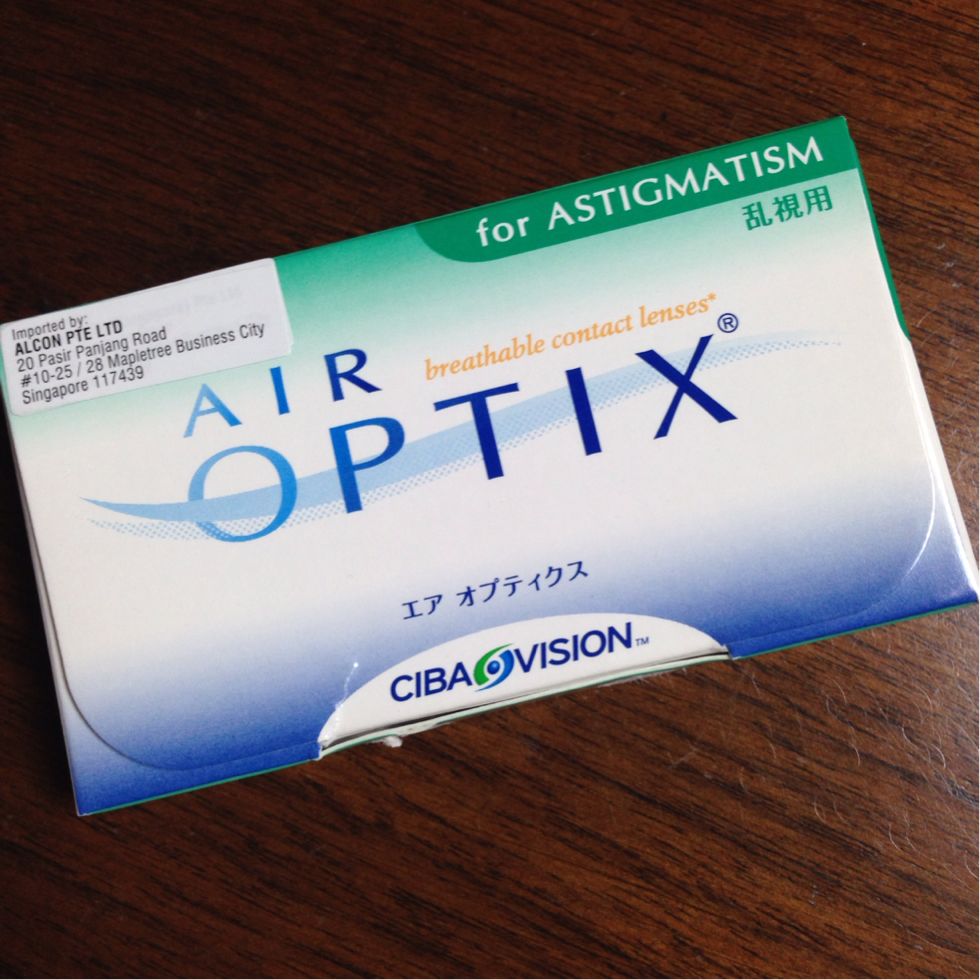 for ASTIGMATISM
乱視用
Imported by:
ALCON PTE LTD
20 Pasir Panjang Road
#10-25 / 28 Mapletree Business City
Singapore 117439
breathable contact lenses*
AIR
OPTIX®
エア オプティクス
CIBA VISION™